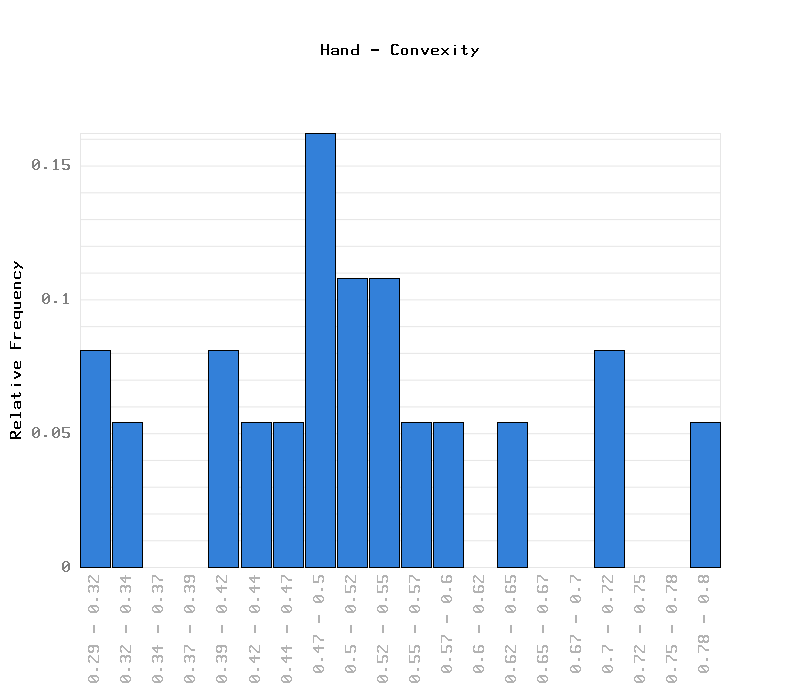 Hand - Convexity
Relative Frequency
0.15
0.1
0.05
0
0.29 - 0.32
0.32 - 0.34
0.34 - 0.37
0.37 - 0.39
0.39 - 0.42
0.42 - 0.44
0.44 - 0.47
0.47 - 0.5
0.5 - 0.52
0.52 - 0.55
0.55 - 0.57
0.57 - 0.6
0.6 - 0.62
0.62 - 0.65
0.65 - 0.67
0.67 - 0.7
0.7 - 0.72
0.72 - 0.75
0.75 - 0.78
0.78 - 0.8